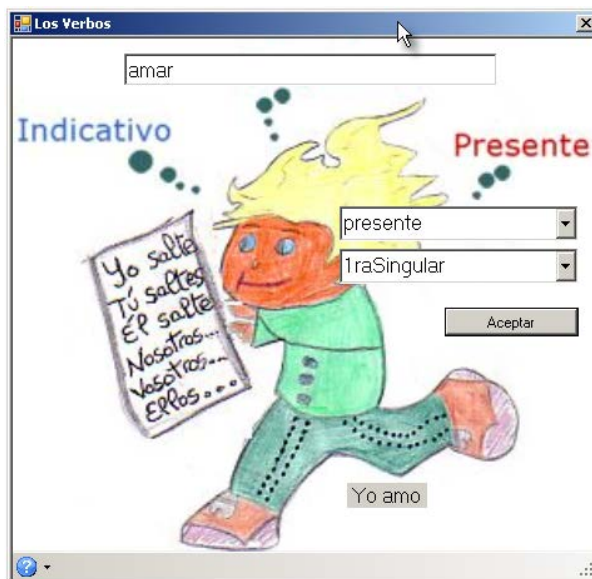 Los Verbos
amar
Indicativo
Presente
presente
1raSingular
Aceptar
Yo salte
Tú saltes
Él salte
Nosotros...
Vosotros...
Ellos...
Yo amo